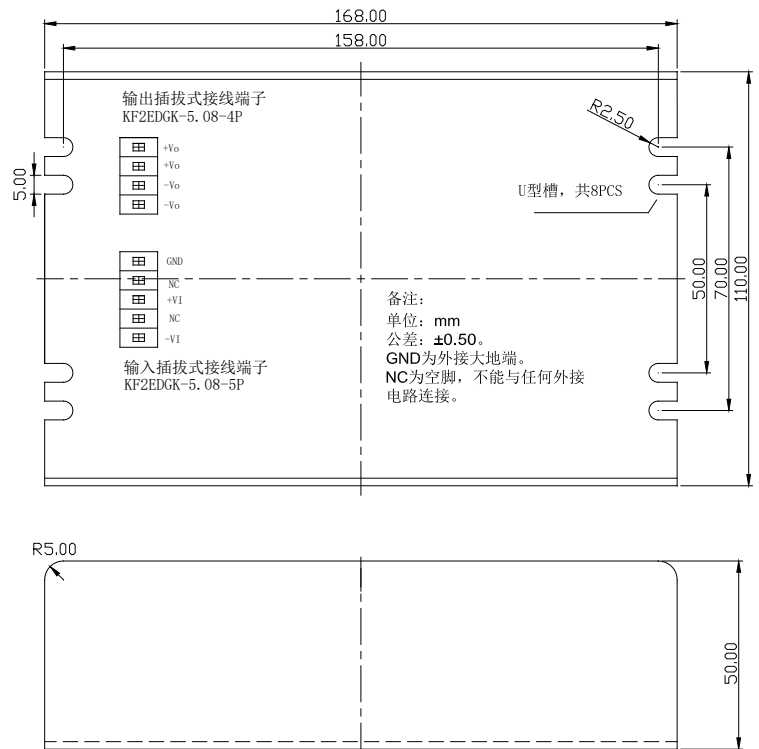 168.00
158.00
输出插拔式接线端子
KF2EDGK-5.08-4P
+Vo
+Vo
-Vo
-Vo
R2.50
5.00
U型槽，共8PCS
GND
NC
+VI
NC
-VI
输入插拔式接线端子
KF2EDGK-5.08-5P
备注：
单位：mm
公差：±0.50。
GND为外接大地端。
NC为空脚，不能与任何外接
电路连接。
50.00
70.00
110.00
R5.00
50.00